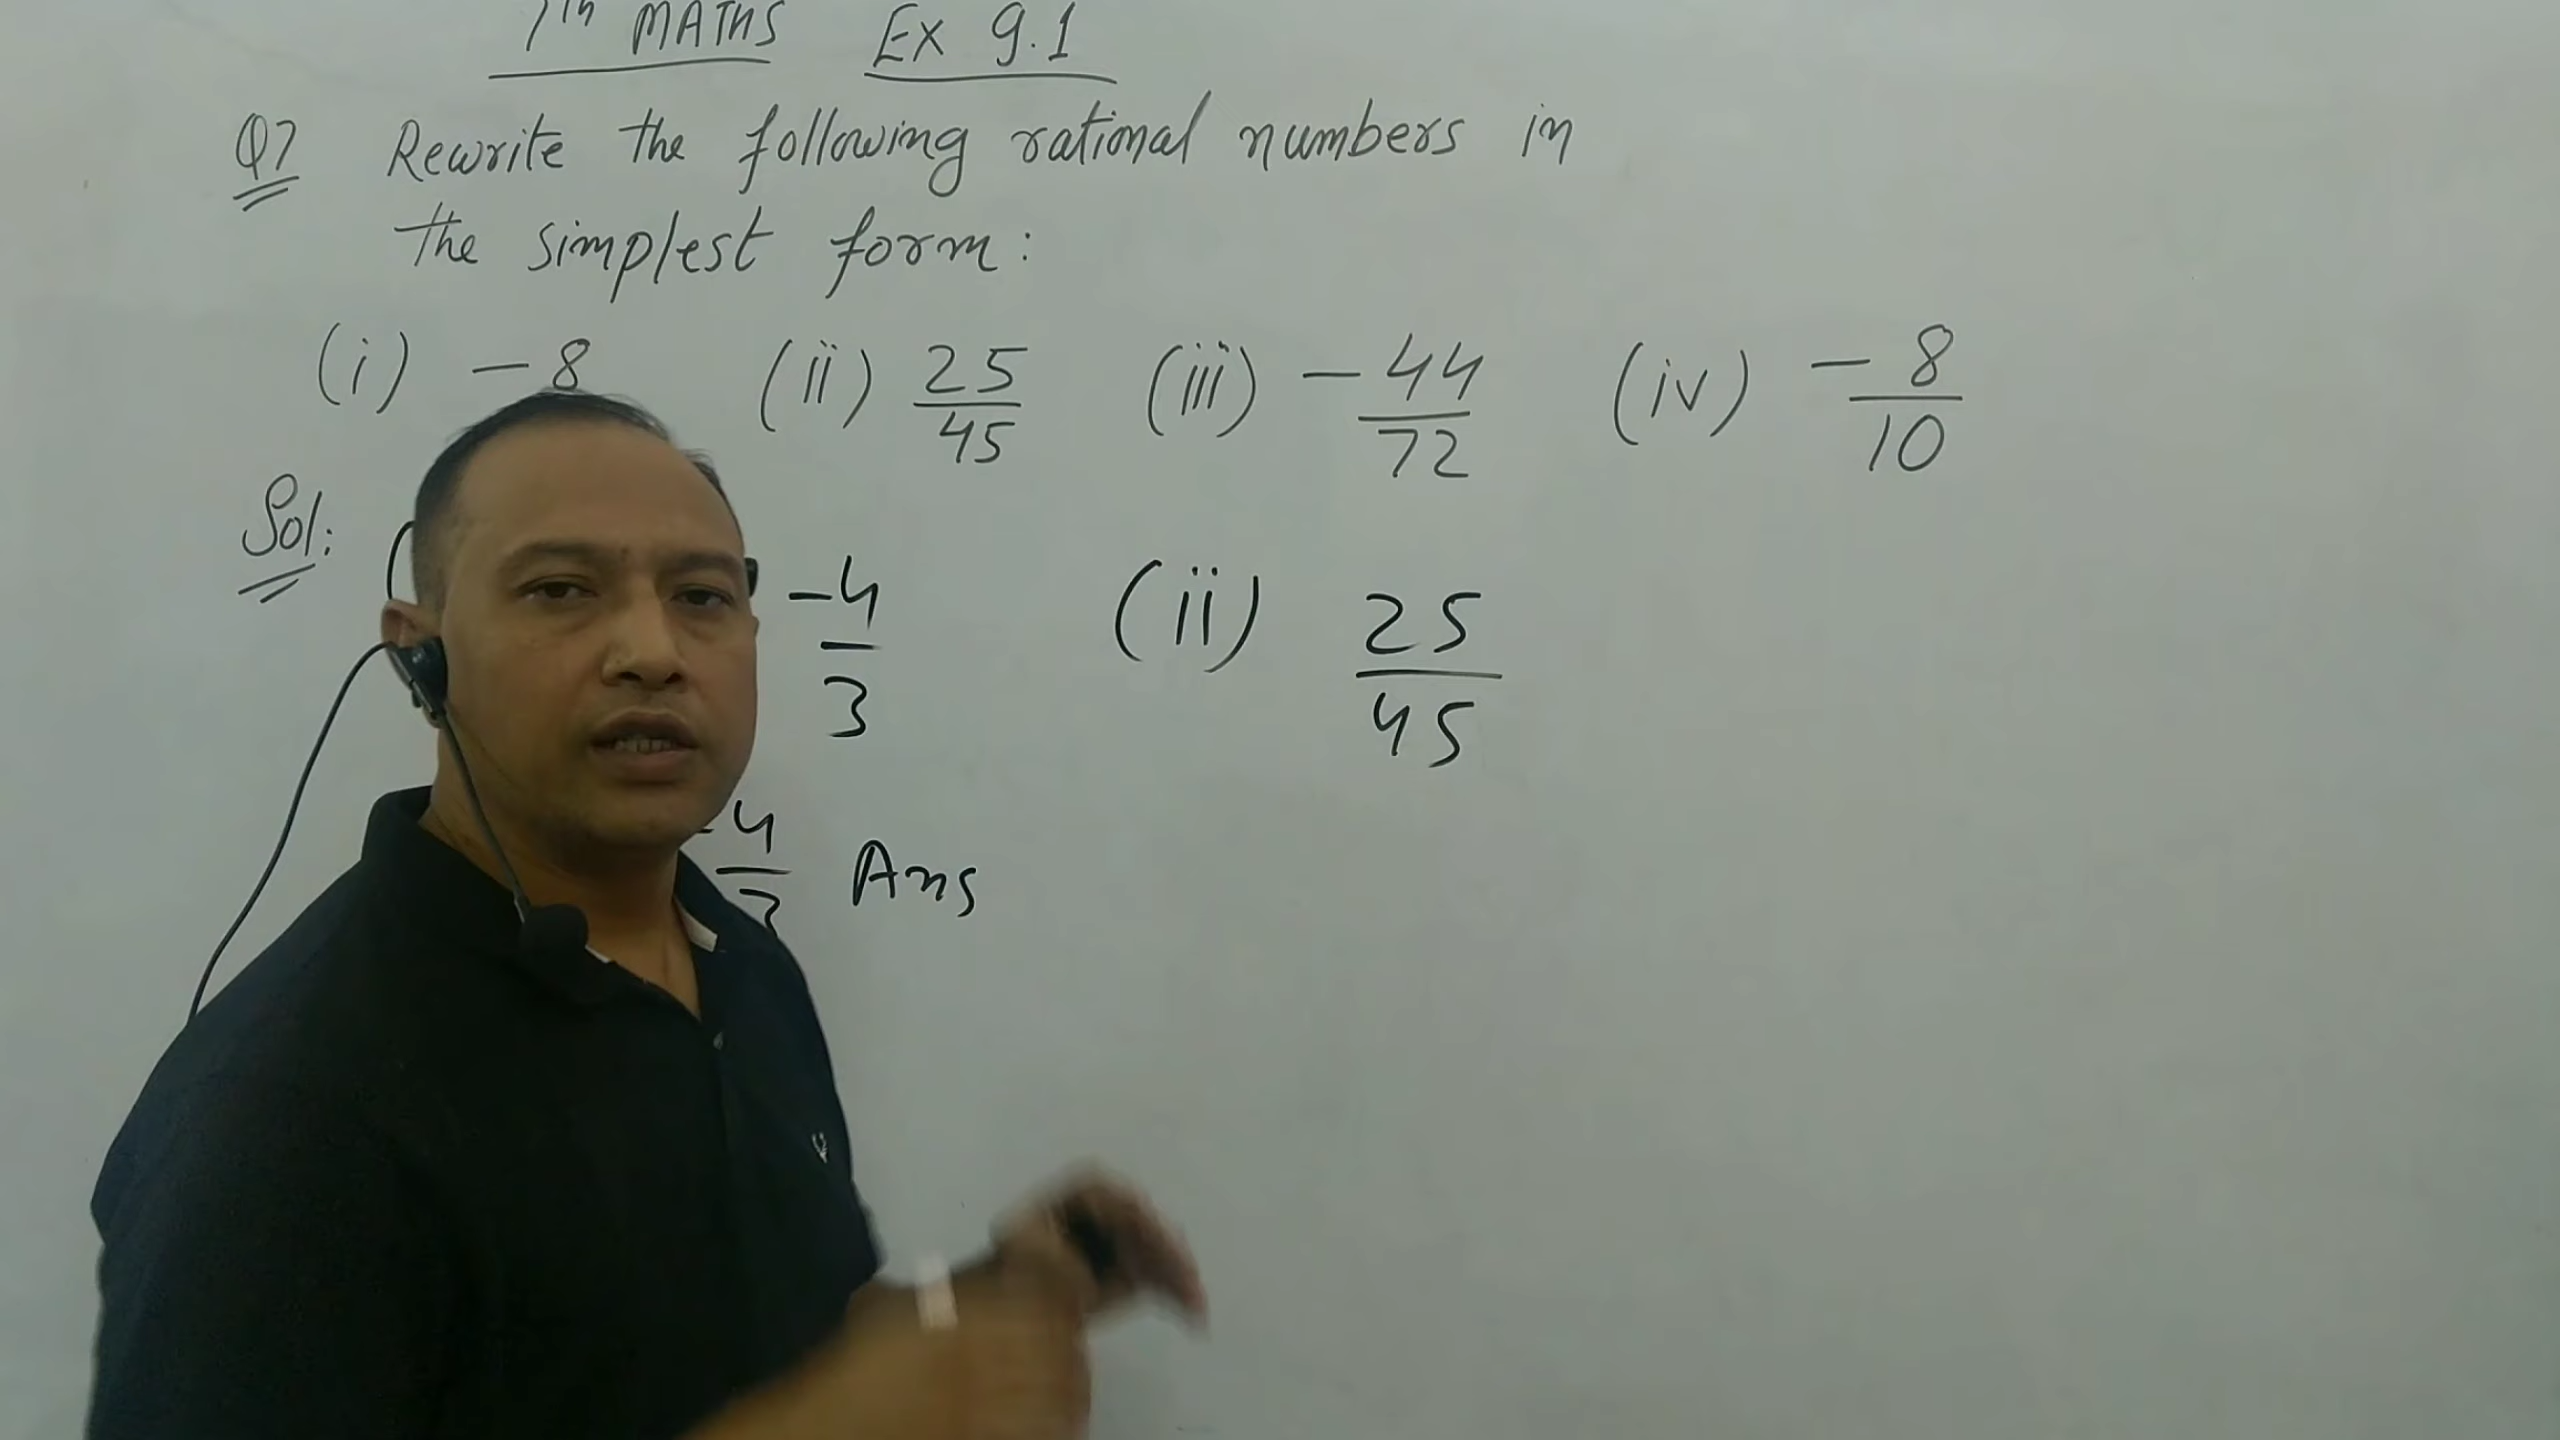 7th MATHS Ex 9.1
Q7 Rewrite the following rational numbers in
the simplest form:
(i) -8 (ii) 25/45 (iii) -44/72 (iv) -8/10
Sol: -4/3 (ii) 25/45
-4/3 Ans